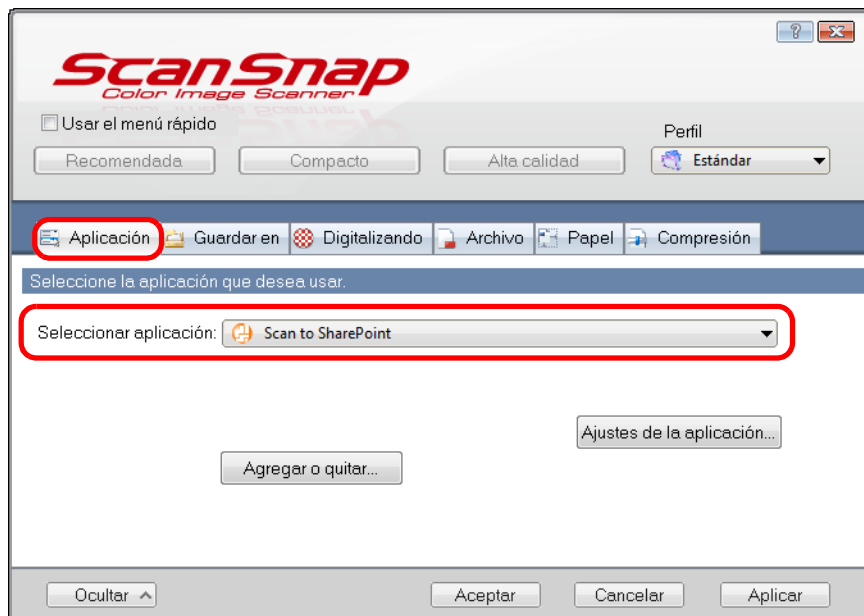 ?
ScanSnap
Color Image Scanner
Usar el menú rápido
Perfil
Recomendada Compacto Alta calidad Estándar
Aplicación Guardar en Digitalizando Archivo Papel Compresión
Seleccione la aplicación que desea usar.
Seleccionar aplicación: Scan to SharePoint
Ajustes de la aplicación...
Agregar o quitar...
Ocultar Aceptar Cancelar Aplicar